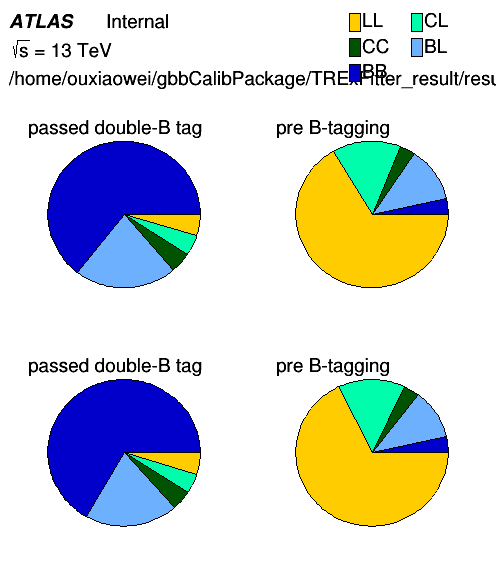 ATLAS Internal
√s = 13 TeV
/home/ouxiaowei/gbbCalibPackage/TRExFitter_result/resu
LL CL
CC BL
BB
passed double-B tag pre B-tagging
passed double-B tag pre B-tagging